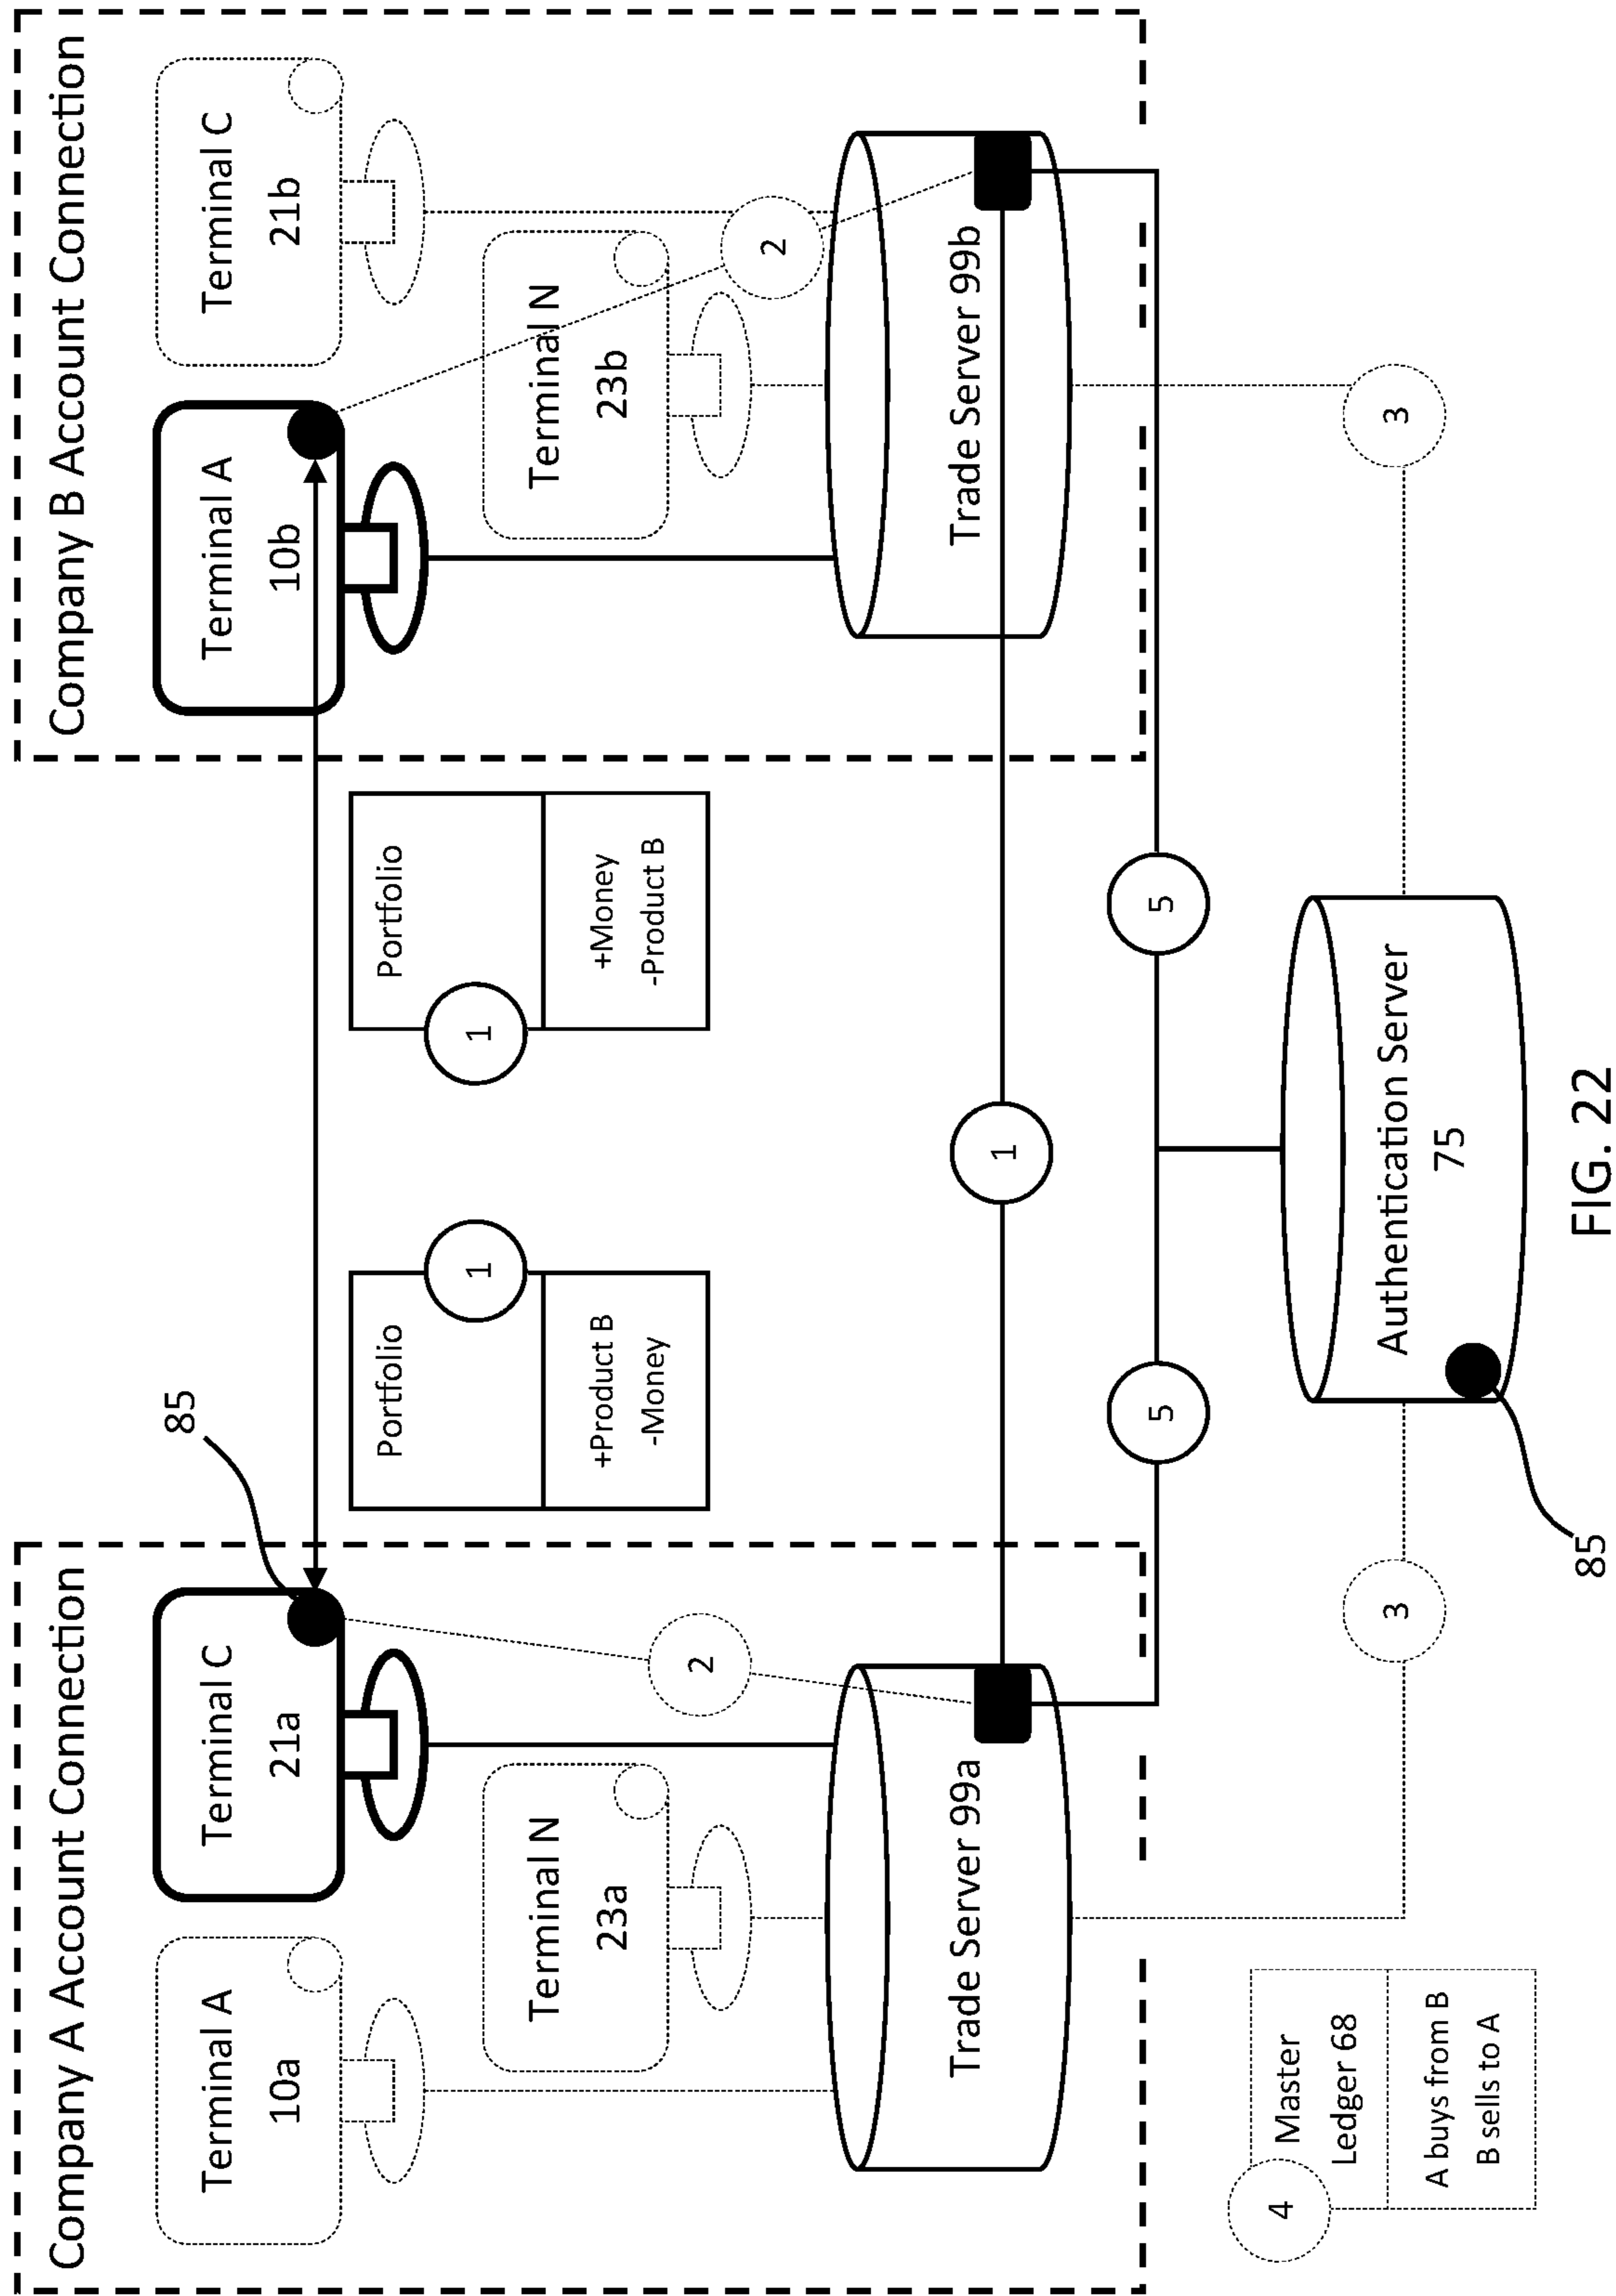 Company A Account Connection
Company B Account Connection
Terminal A
10a
Terminal C
21a
85
Terminal A
10b
Terminal C
21b
Terminal N
23a
2
Portfolio
1
+Product B
-Money
Portfolio
1
+Money
-Product B
Terminal N
23b
2
Trade Server 99a
1
Trade Server 99b
5
5
4
Master
Ledger 68
A buys from B
B sells to A
3
3
Authentication Server
75
85
FIG. 22